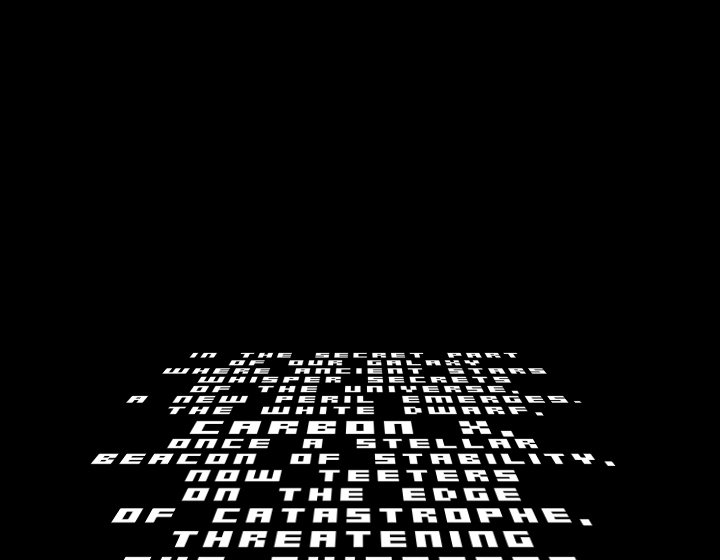 IN THE SECRET PART
OF OUR GALAXY
WHERE ANCIENT STARS
WHISPER SECRETS
OF THE UNIVERSE,
A NEW PERIL EMERGES.
THE WHITE DWARF,
CARBON X,
ONCE A STELLAR
BEACON OF STABILITY,
NOW TEETERS
ON THE EDGE
OF CATASTROPHE,
THREATENING